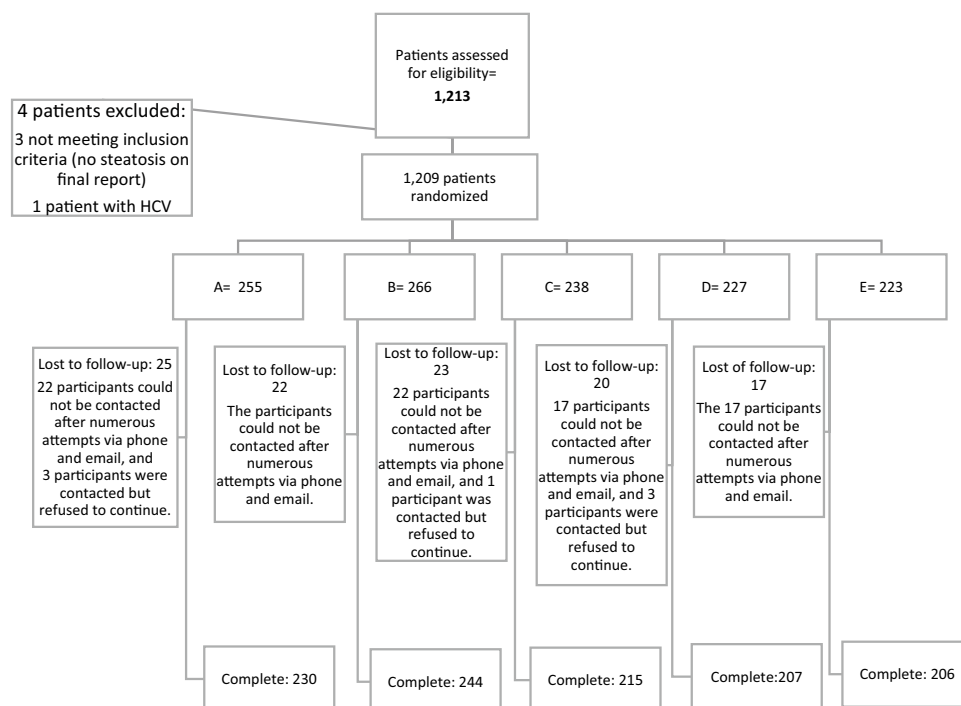 Patients assessed
for eligibility=
1,213
4 patients excluded:
3 not meeting inclusion
criteria (no steatosis on
final report)
1 patient with HCV
1,209 patients
randomized
A= 255
B= 266
C= 238
D= 227
E= 223
Lost to follow-up: 25
22 participants could
not be contacted
after numerous
attempts via phone
and email, and
3 participants were
contacted but
refused to continue.
Lost to follow-up:
22
The participants
could not be
contacted after
numerous
attempts via phone
and email.
Lost to follow-up:
23
22 participants
could not be
contacted after
numerous
attempts via phone
and email, and 1
participant was
contacted but
refused to
continue.
Lost to follow-up:
20
17 participants
could not be
contacted after
numerous
attempts via phone
and email, and 3
participants were
contacted but
refused to
continue.
Lost of follow-up:
17
The 17 participants
could not be
contacted after
numerous
attempts via phone
and email.
Complete: 230
Complete: 244
Complete: 215
Complete:207
Complete: 206